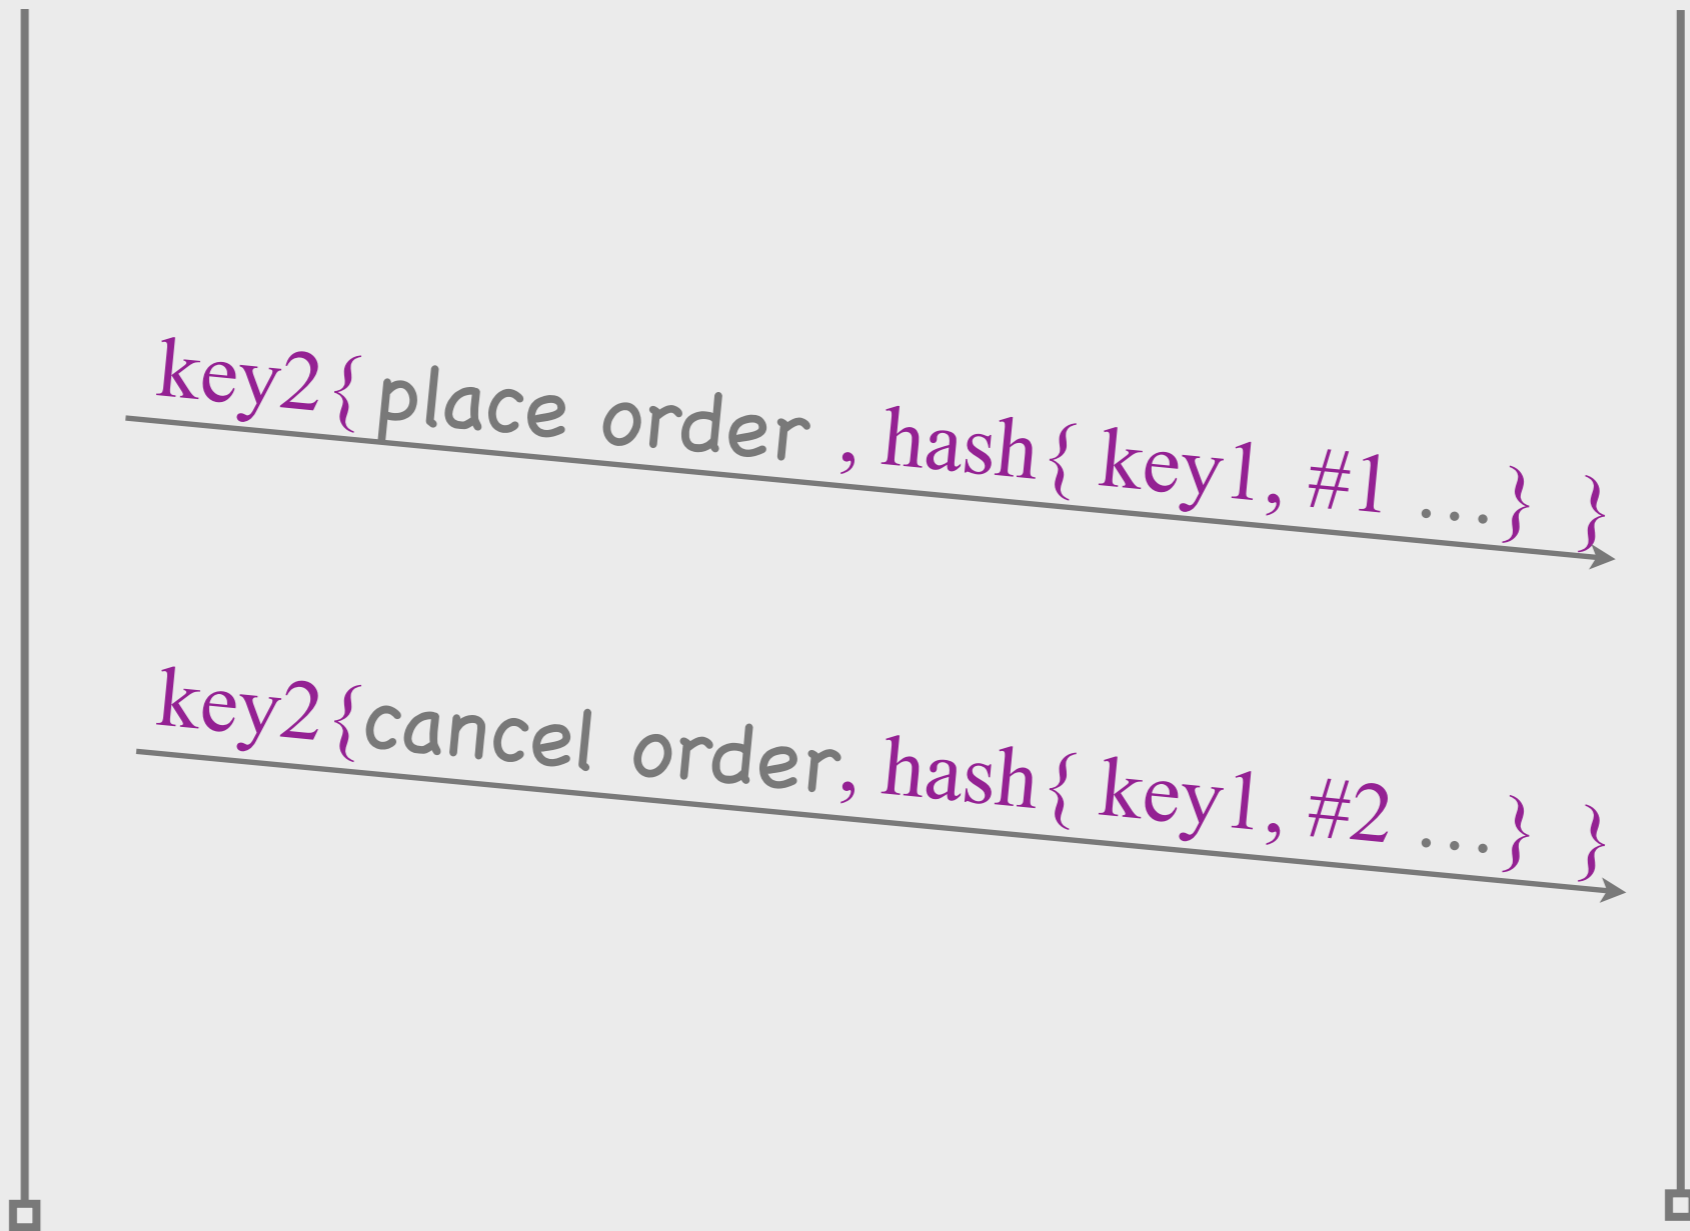 key2{ place order , hash{ key1, #1 ...} }
key2{cancel order, hash{ key1, #2 ...} }